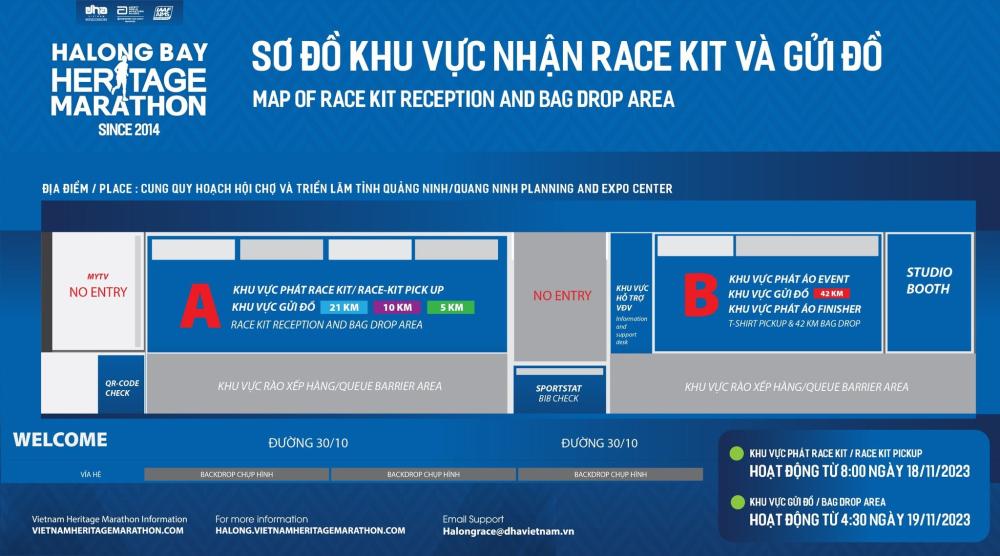 dha
VIETNAM
IAAF
AIMS
HALONG BAY
HERITAGE
MARATHON
SINCE 2014
SƠ ĐỒ KHU VỰC NHẬN RACE KIT VÀ GỬI ĐỒ
MAP OF RACE KIT RECEPTION AND BAG DROP AREA
ĐỊA ĐIỂM / PLACE : CUNG QUY HOẠCH HỘI CHỢ VÀ TRIỂN LÃM TỈNH QUẢNG NINH/QUANG NINH PLANNING AND EXPO CENTER
MYTV
NO ENTRY
A
KHU VỰC PHÁT RACE KIT/ RACE-KIT PICK UP
KHU VỰC GỬI ĐỒ 21 KM 10 KM 5 KM
RACE KIT RECEPTION AND BAG DROP AREA
NO ENTRY
KHU VỰC
HỖ TRỢ
VĐV
Information
and
support
desk
B
KHU VỰC PHÁT ÁO EVENT
KHU VỰC GỬI ĐỒ 42 KM
KHU VỰC PHÁT ÁO FINISHER
T-SHIRT PICKUP & 42 KM BAG DROP
STUDIO
BOOTH
QR-CODE
CHECK
KHU VỰC RÀO XẾP HÀNG/QUEUE BARRIER AREA
SPORTSTAT
BIB CHECK
KHU VỰC RÀO XẾP HÀNG/QUEUE BARRIER AREA
WELCOME
ĐƯỜNG 30/10
ĐƯỜNG 30/10
VỈA HÈ
BACKDROP CHỤP HÌNH
BACKDROP CHỤP HÌNH
BACKDROP CHỤP HÌNH
KHU VỰC PHÁT RACE KIT / RACE KIT PICKUP
HOẠT ĐỘNG TỪ 8:00 NGÀY 18/11/2023
KHU VỰC GỬI ĐỒ / BAG DROP AREA
HOẠT ĐỘNG TỪ 4:30 NGÀY 19/11/2023
Vietnam Heritage Marathon Information
VIETNAMHERITAGEMARATHON.COM
For more information
HALONG.VIETNAMHERITAGEMARATHON.COM
Email Support
Halongrace@dhavietnam.vn